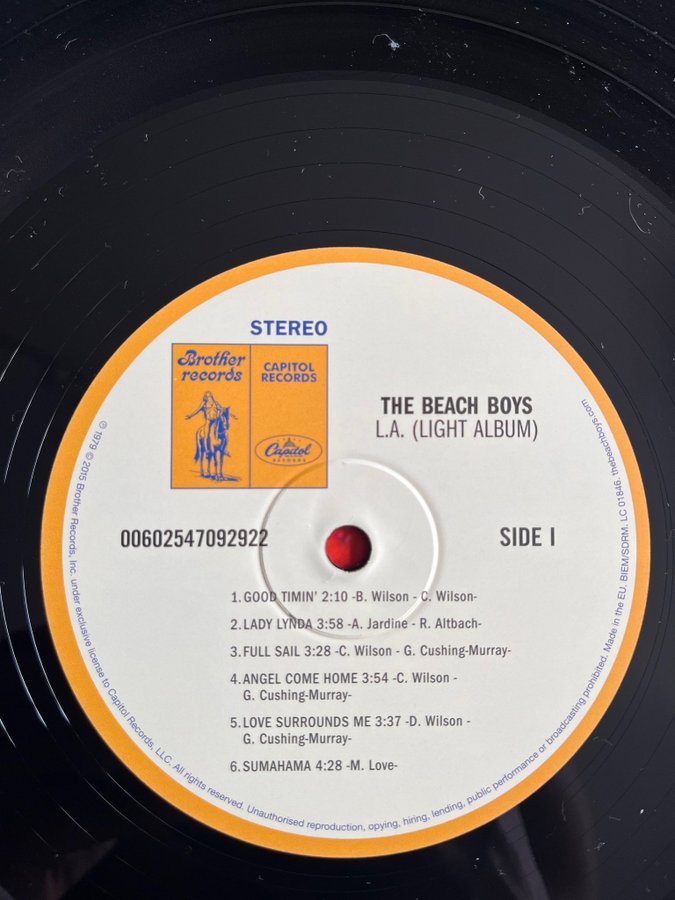 STEREO
Brother
records
CAPITOL
RECORDS
Capitol
RECORDS
THE BEACH BOYS
L.A. (LIGHT ALBUM)
00602547092922
SIDE I
1. GOOD TIMIN' 2:10 -B. Wilson - C. Wilson-
2. LADY LYNDA 3:58 -A. Jardine - R. Altbach-
3. FULL SAIL 3:28 -C. Wilson - G. Cushing-Murray-
4. ANGEL COME HOME 3:54 -C. Wilson -
G. Cushing-Murray-
5. LOVE SURROUNDS ME 3:37 -D. Wilson -
G. Cushing-Murray-
6. SUMAHAMA 4:28 -M. Love-
℗ 1979 © 2015 Brother Records, Inc. under exclusive license to Capitol Records, LLC. All rights reserved. Unauthorised reproduction, opying, hiring, lending, public performance or broadcasting prohibited. Made in the EU. BIEM/SDRM. LC 01846. thebeachboys.com.